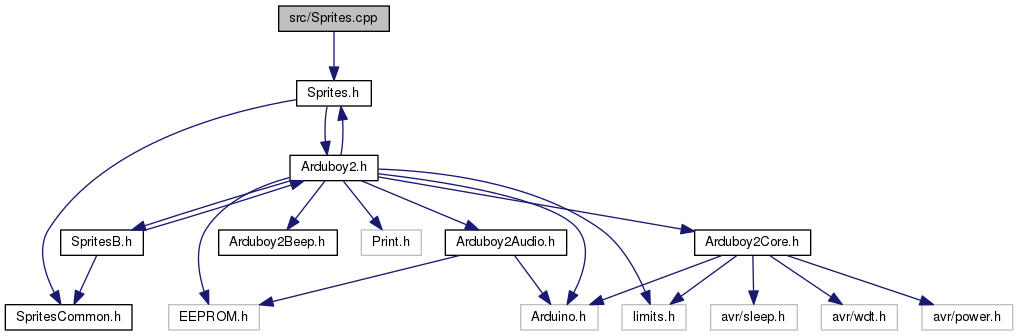 src/Sprites.cpp
Sprites.h
Arduboy2.h
SpritesB.h
Arduboy2Beep.h
Print.h
Arduboy2Audio.h
Arduboy2Core.h
SpritesCommon.h
EEPROM.h
Arduino.h
limits.h
avr/sleep.h
avr/wdt.h
avr/power.h